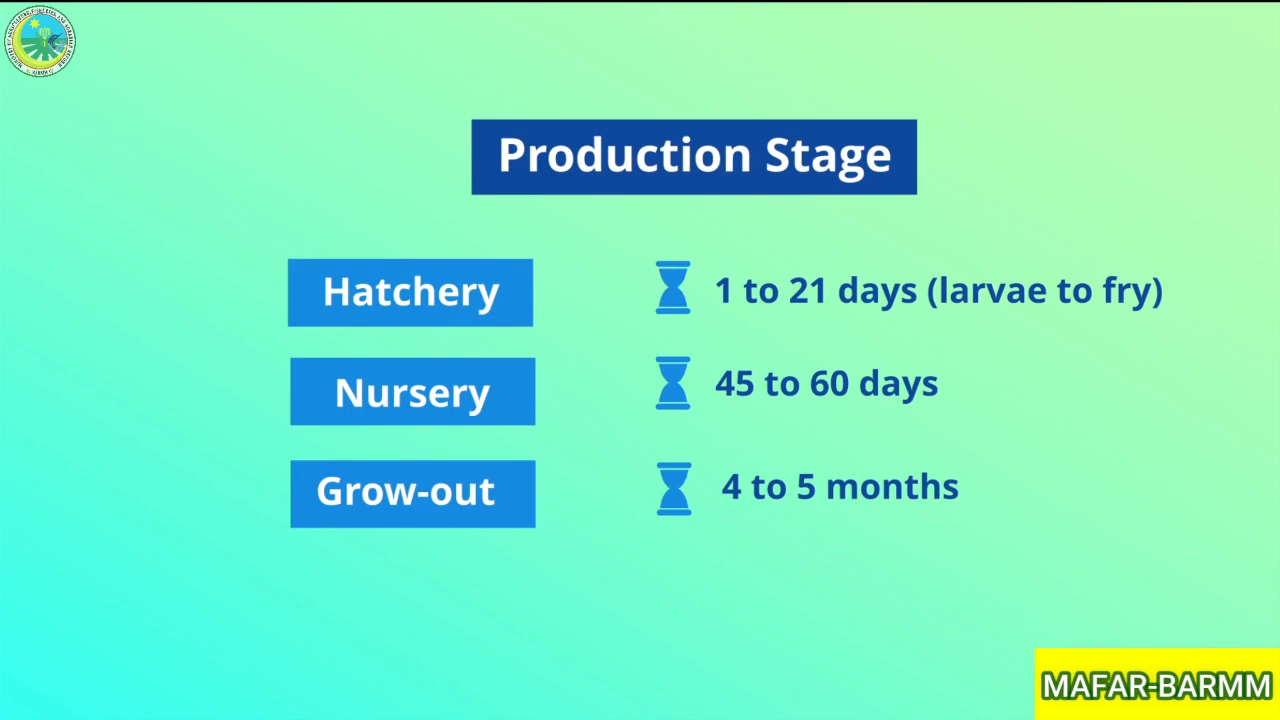 Production Stage
Hatchery
1 to 21 days (larvae to fry)
Nursery
45 to 60 days
Grow-out
4 to 5 months
MAFAR-BARMM